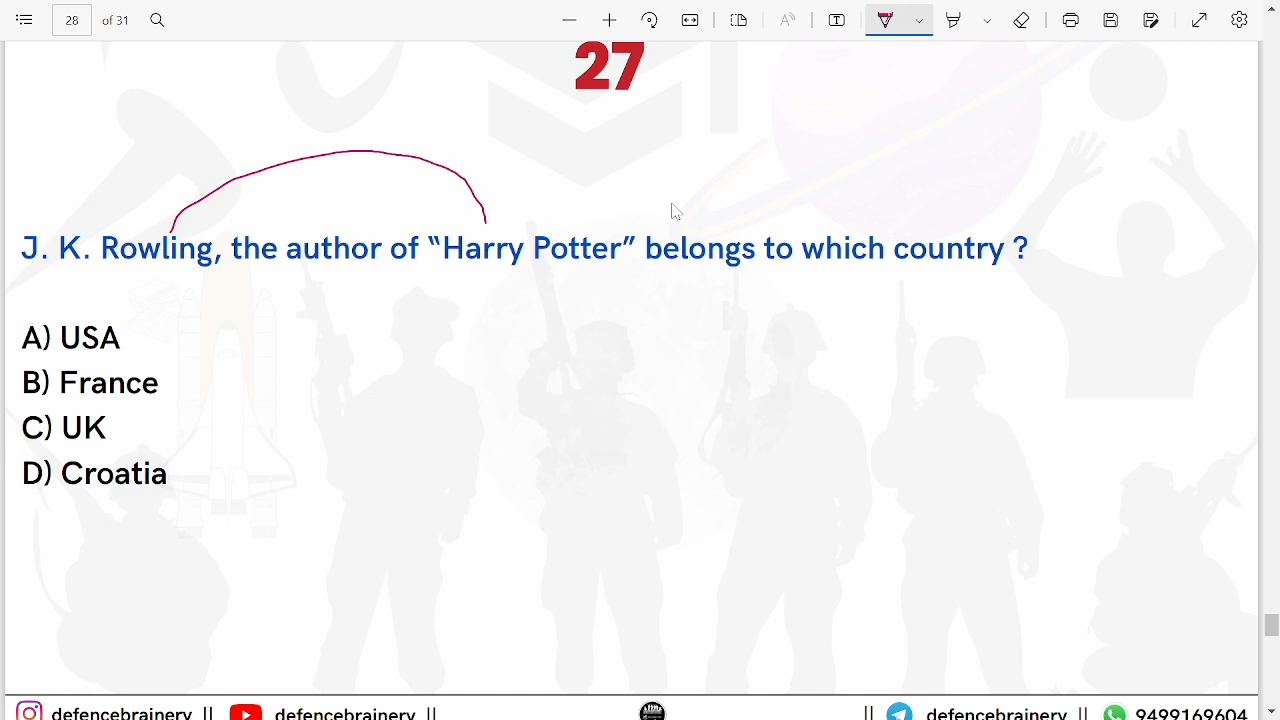 28 of 31
27
J. K. Rowling, the author of “Harry Potter” belongs to which country ?
A) USA
B) France
C) UK
D) Croatia
defencebrainery || defencebrainery || || defencebrainery || 9499169604